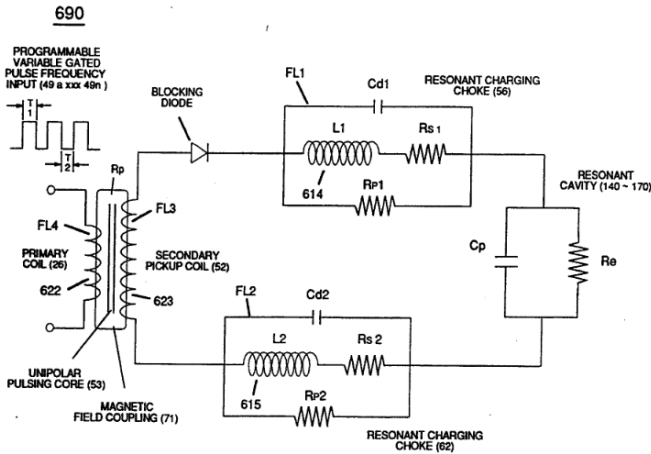 690
PROGRAMMABLE
VARIABLE GATED
PULSE FREQUENCY
INPUT (49 a xxx 49n )
T
1
T
2
BLOCKING
DIODE
FL1
Cd1
RESONANT CHARGING
CHOKE (56)
L1
Rs 1
614
Rp1
Rp
FL4
FL3
PRIMARY
COIL (26)
SECONDARY
PICKUP COIL (52)
622
623
RESONANT
CAVITY (140 ~ 170)
Cp
Re
FL2
Cd2
L2
Rs 2
615
Rp2
UNIPOLAR
PULSING CORE (53)
MAGNETIC
FIELD COUPLING (71)
RESONANT CHARGING
CHOKE (62)